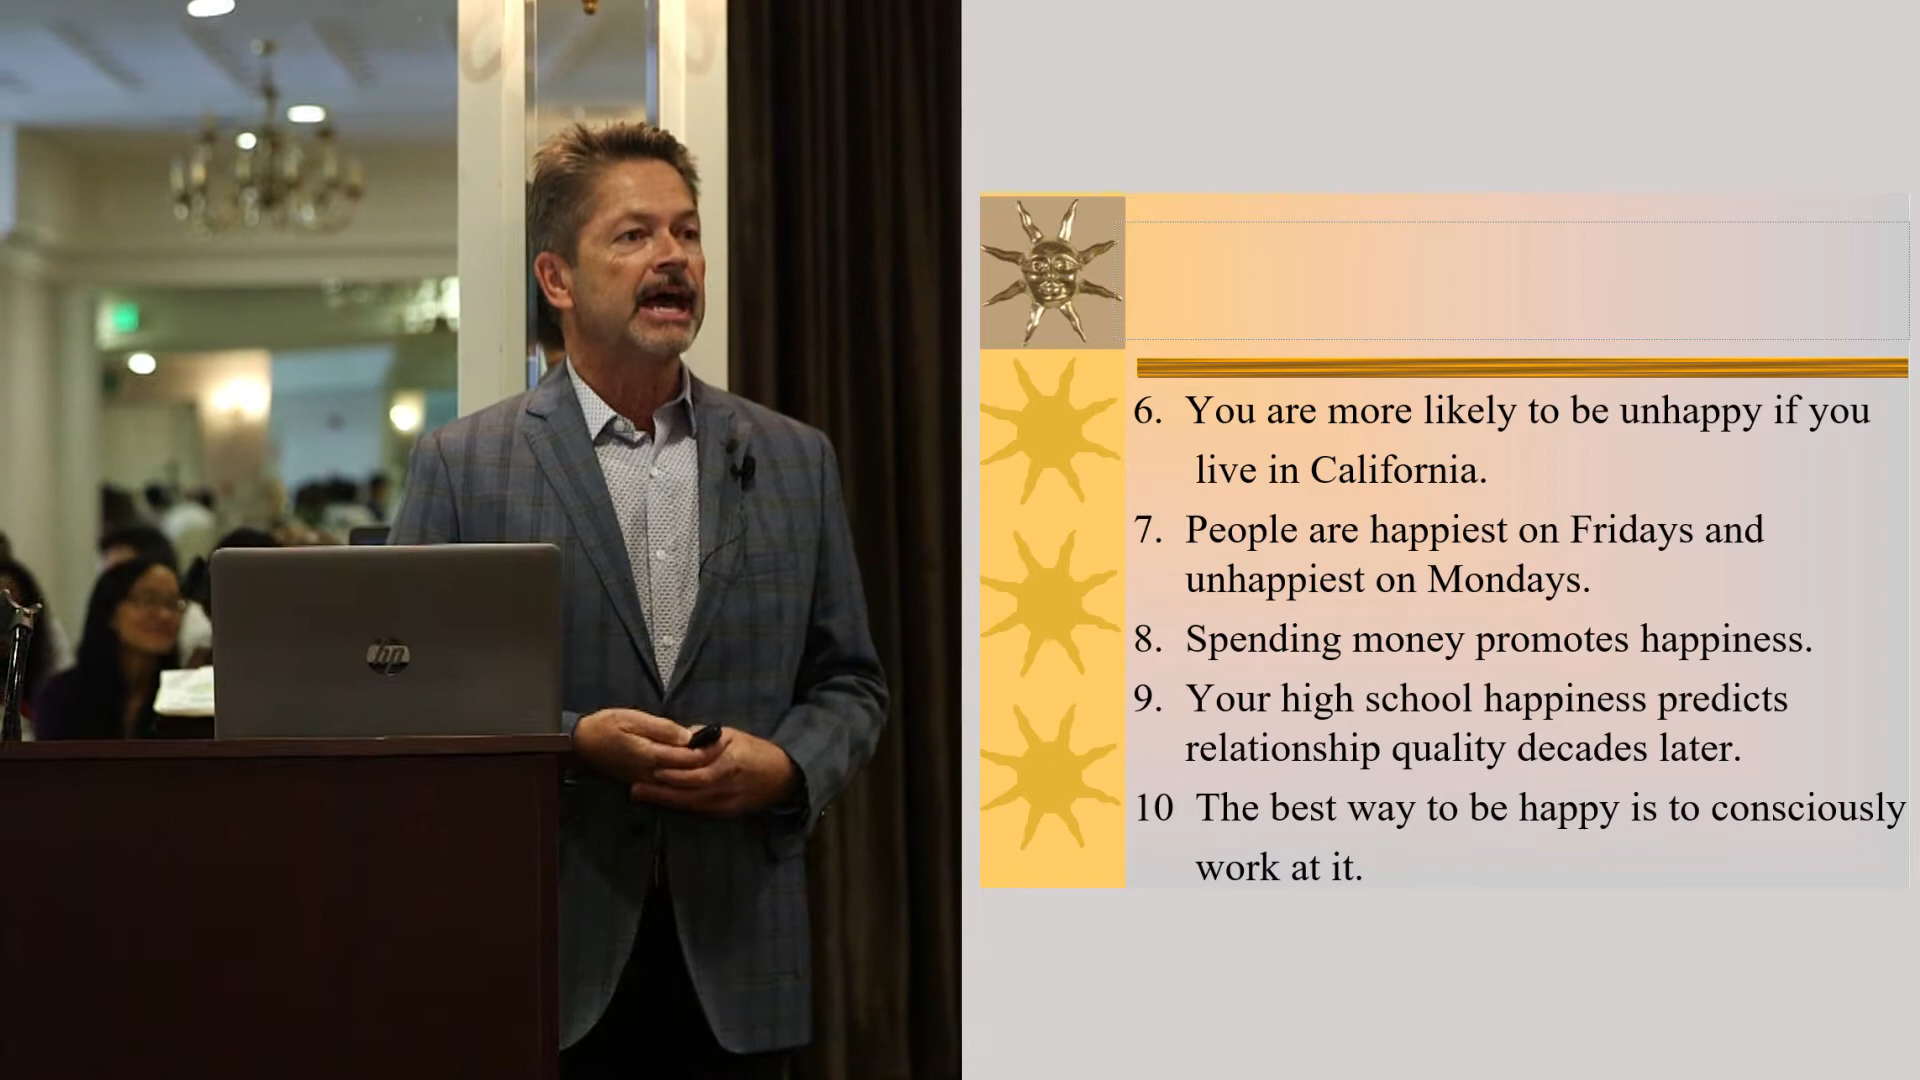 hp
6. You are more likely to be unhappy if you
live in California.
7. People are happiest on Fridays and
unhappiest on Mondays.
8. Spending money promotes happiness.
9. Your high school happiness predicts
relationship quality decades later.
10 The best way to be happy is to consciously
work at it.